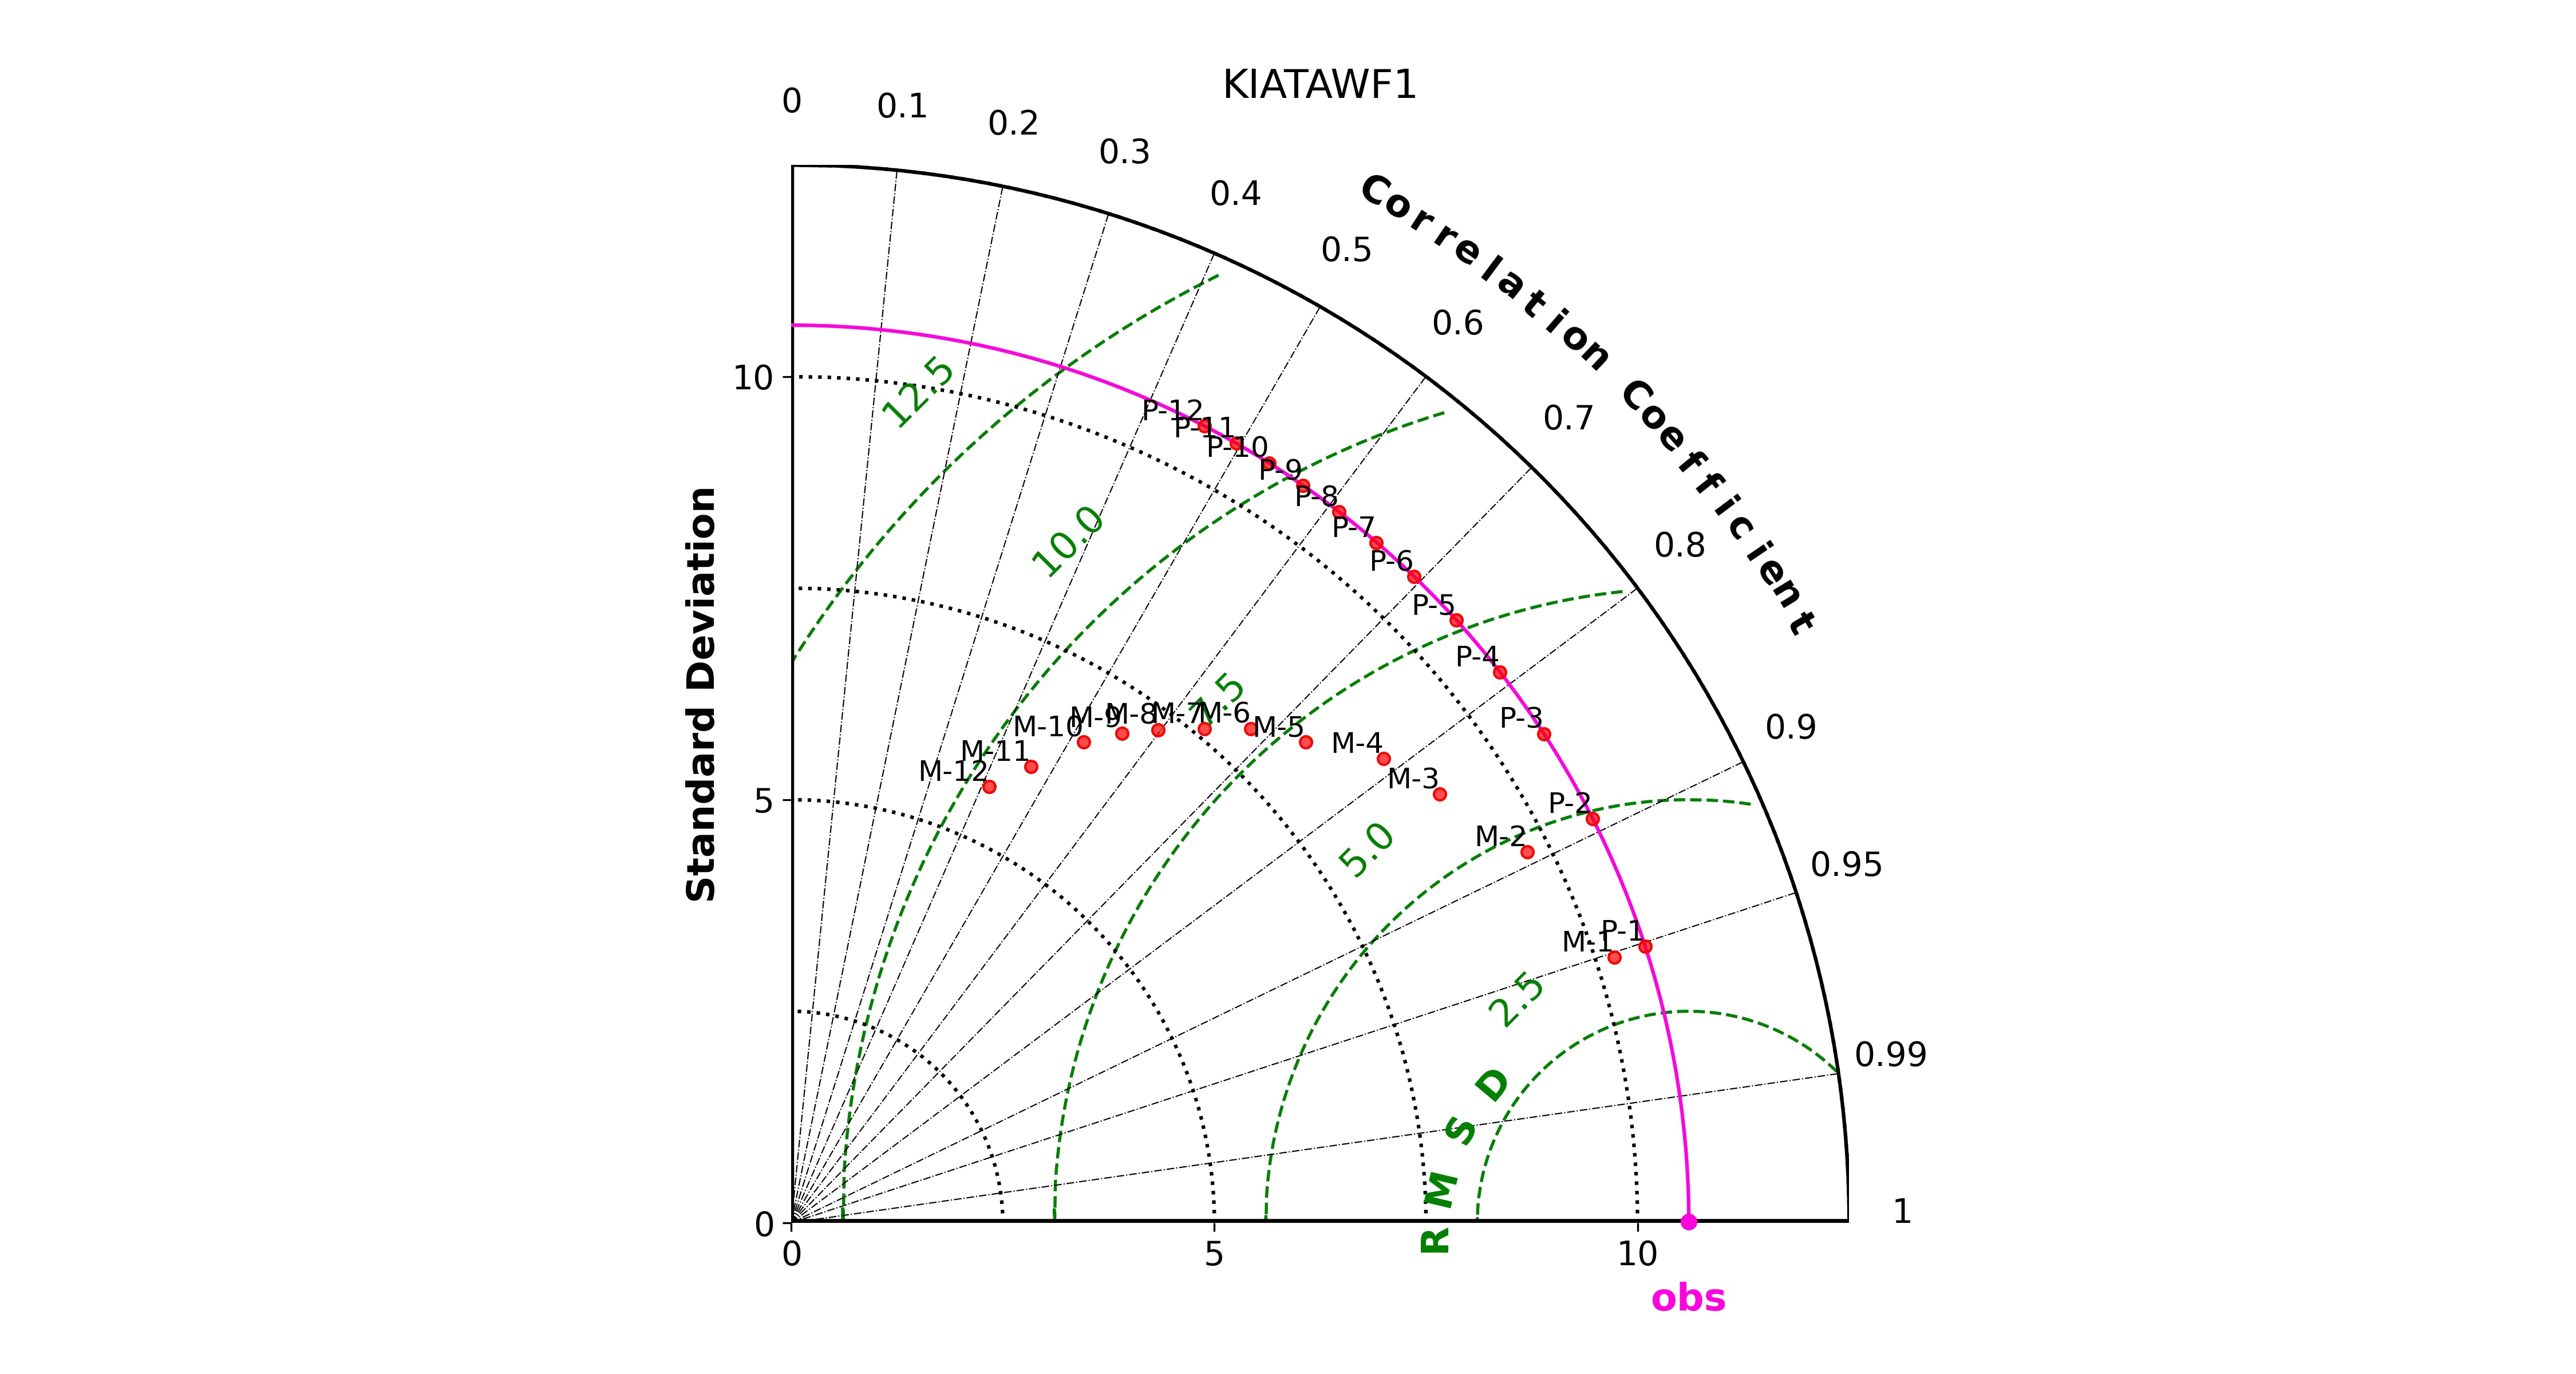 KIATAWF1
0
0.1
0.2
0.3
0.4
0.5
0.6
0.7
0.8
0.9
0.95
0.99
1
Correlation Coefficient
Standard Deviation
10
5
0
0
5
10
obs
12.5
10.0
7.5
5.0
2.5
R M S D
P-12
P-11
P-10
P-9
P-8
P-7
P-6
P-5
P-4
P-3
P-2
P-1
M-12
M-11
M-10
M-9
M-8
M-7
M-6
M-5
M-4
M-3
M-2
M-1